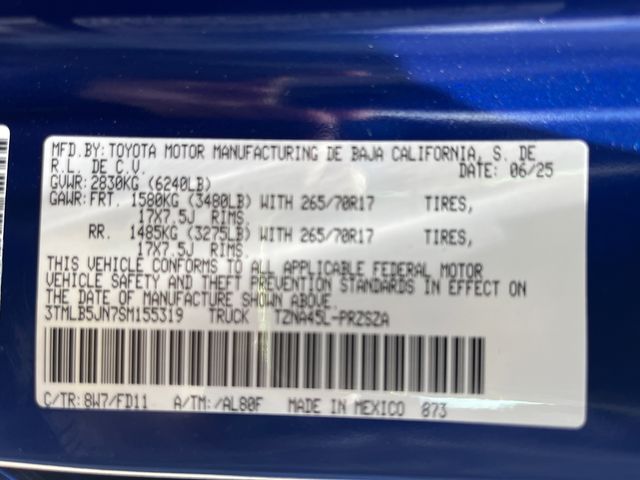 MFD.BY: TOYOTA MOTOR MANUFACTURING DE BAJA CALIFORNIA, S. DE
R.L. DE C.V. DATE: 06/25
GVWR: 2830KG (6240LB)
GAWR: FRT. 1580KG (3480LB) WITH 265/70R17 TIRES,
17X7.5J RIMS.
RR. 1485KG (3275LB) WITH 265/70R17 TIRES,
17X7.5J RIMS.
THIS VEHICLE CONFORMS TO ALL APPLICABLE FEDERAL MOTOR
VEHICLE SAFETY AND THEFT PREVENTION STANDARDS IN EFFECT ON
THE DATE OF MANUFACTURE SHOWN ABOVE.
3TMLB5JN7SM155319 TRUCK TZNA45L-PRZSZA
C/TR: 8W7/FD11 A/TM: /AL80F MADE IN MEXICO 873